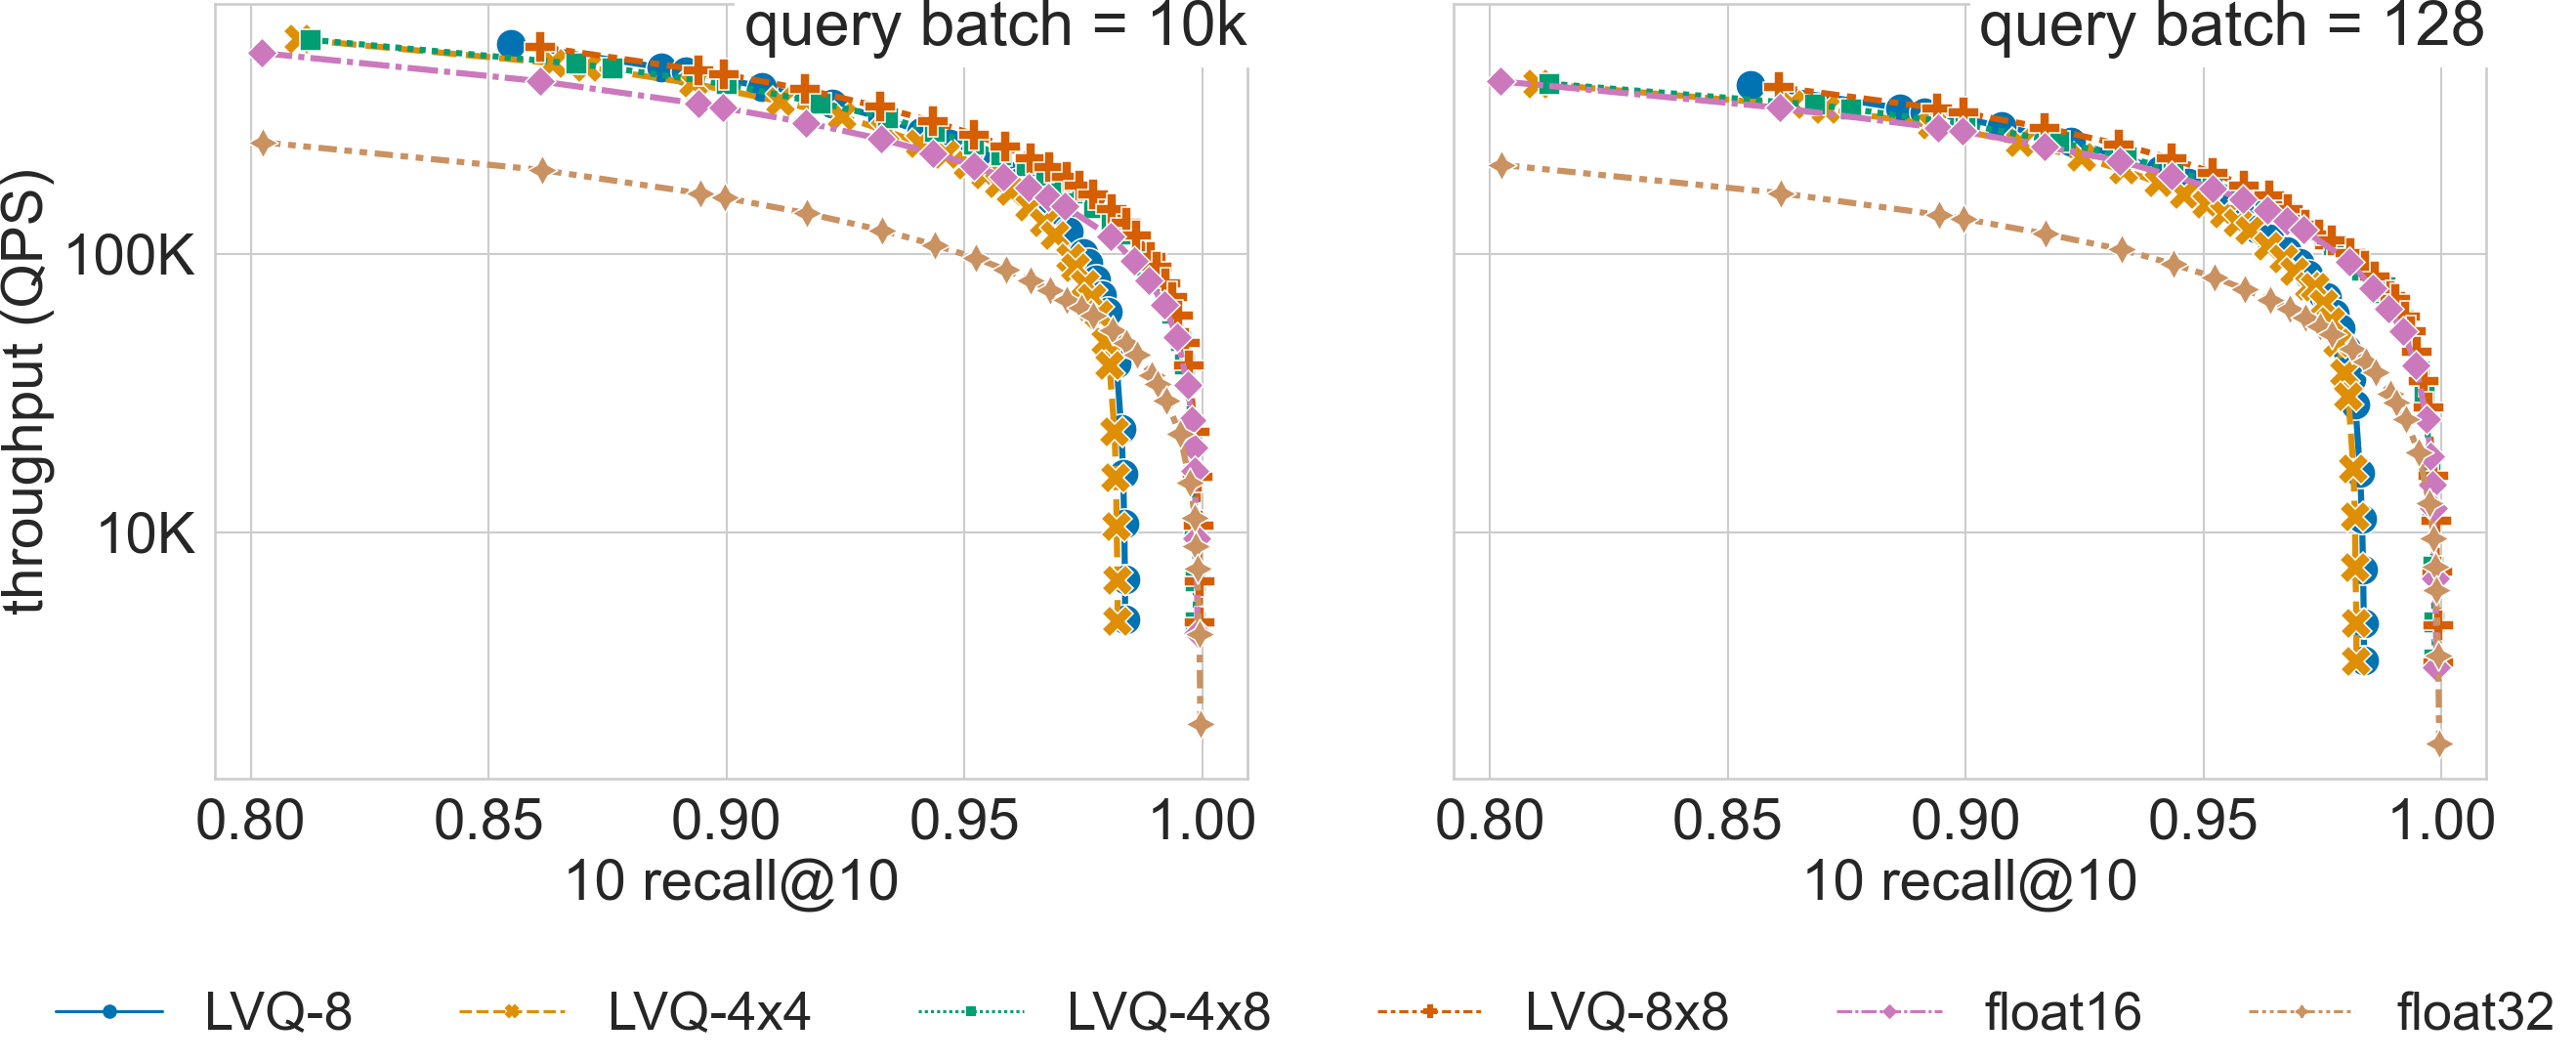 query batch = 10k
query batch = 128
throughput (QPS)
100K
10K
0.80 0.85 0.90 0.95 1.00
0.80 0.85 0.90 0.95 1.00
10 recall@10
10 recall@10
LVQ-8 LVQ-4x4 LVQ-4x8 LVQ-8x8 float16 float32